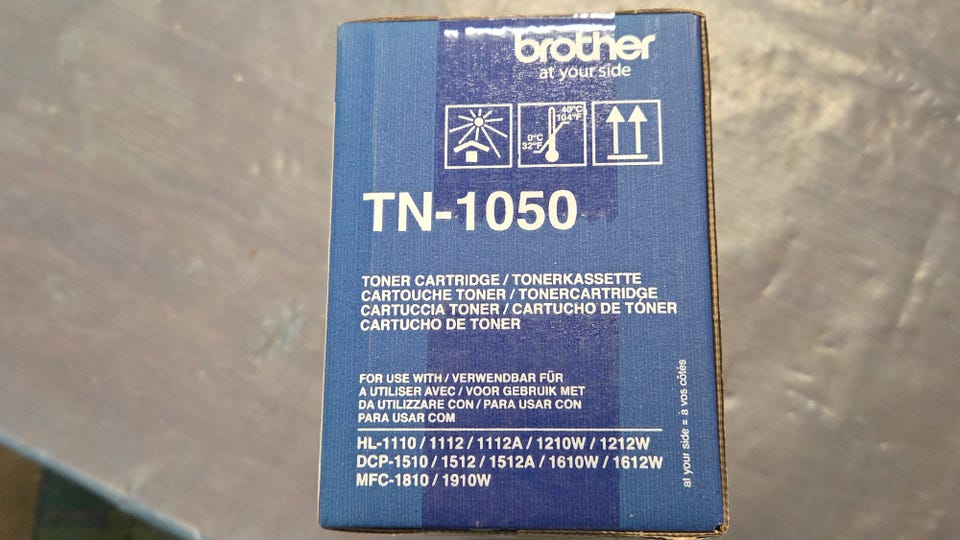 brother
at your side
40°C
104°F
0°C
32°F
TN-1050
TONER CARTRIDGE / TONERKASSETTE
CARTOUCHE TONER / TONERCARTRIDGE
CARTUCCIA TONER / CARTUCHO DE TÓNER
CARTUCHO DE TONER
FOR USE WITH / VERWENDBAR FÜR
A UTILISER AVEC / VOOR GEBRUIK MET
DA UTILIZZARE CON / PARA USAR CON
PARA USAR COM
HL-1110 / 1112 / 1112A / 1210W / 1212W
DCP-1510 / 1512 / 1512A / 1610W / 1612W
MFC-1810 / 1910W
at your side = à vos côtés